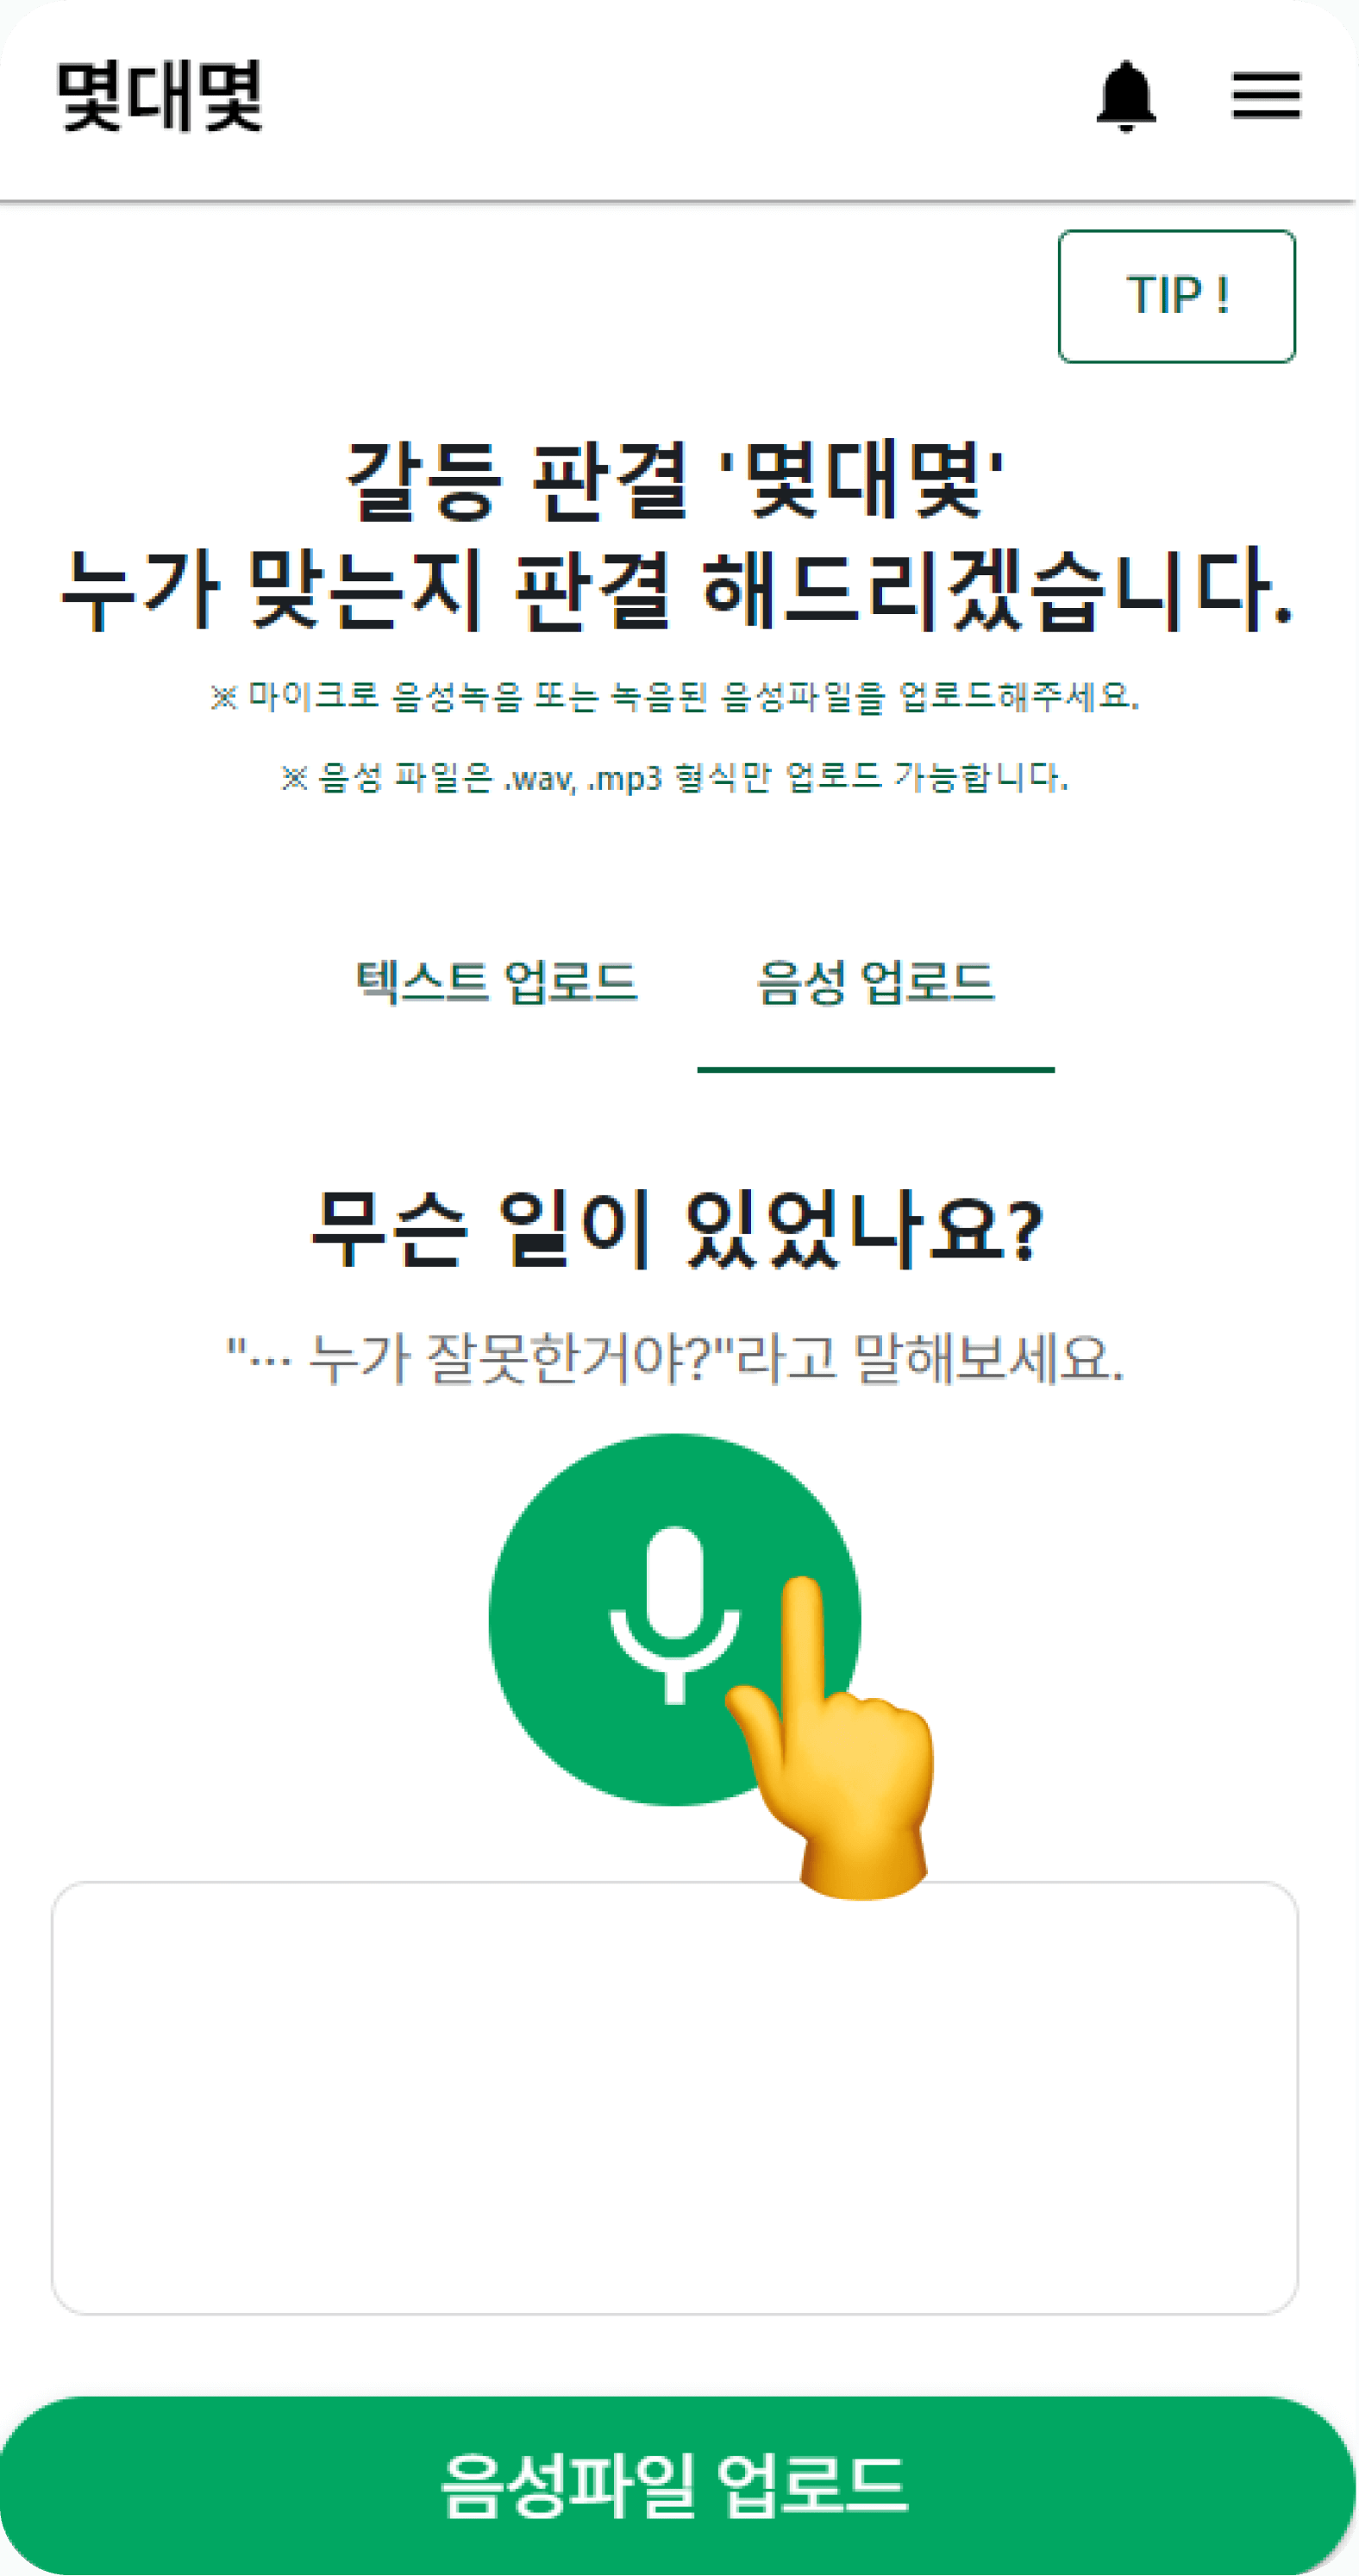 몇대몇
TIP !
갈등 판결 '몇대몇'
누가 맞는지 판결 해드리겠습니다.
※ 마이크로 음성녹음 또는 녹음된 음성파일을 업로드해주세요.
※ 음성 파일은 .wav, .mp3 형식만 업로드 가능합니다.
텍스트 업로드 음성 업로드
무슨 일이 있었나요?
"··· 누가 잘못한거야?"라고 말해보세요.
음성파일 업로드